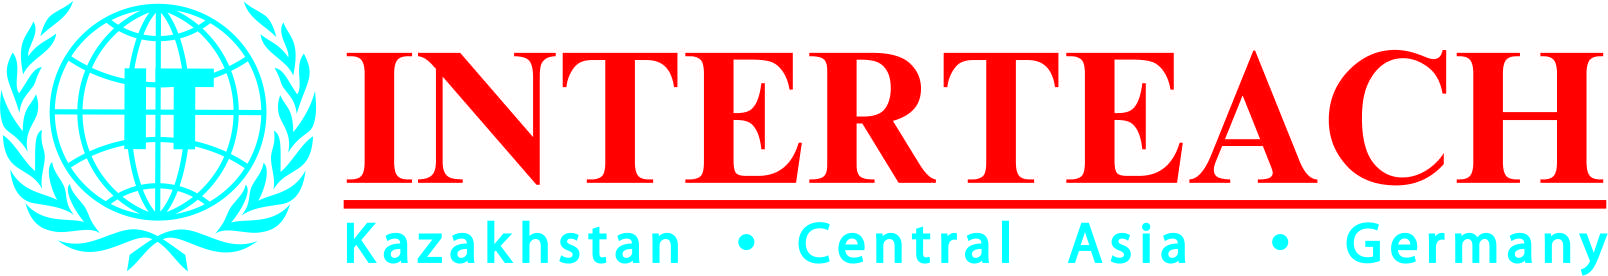 IT
INTERTEACH
Kazakhstan • Central Asia • Germany